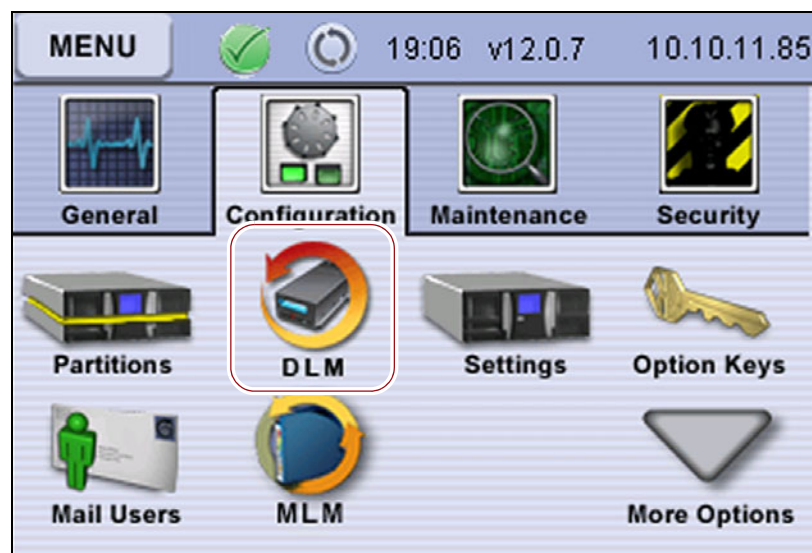 MENU 19:06 v12.0.7 10.10.11.85
General Configuration Maintenance Security
Partitions DLM Settings Option Keys
Mail Users MLM More Options